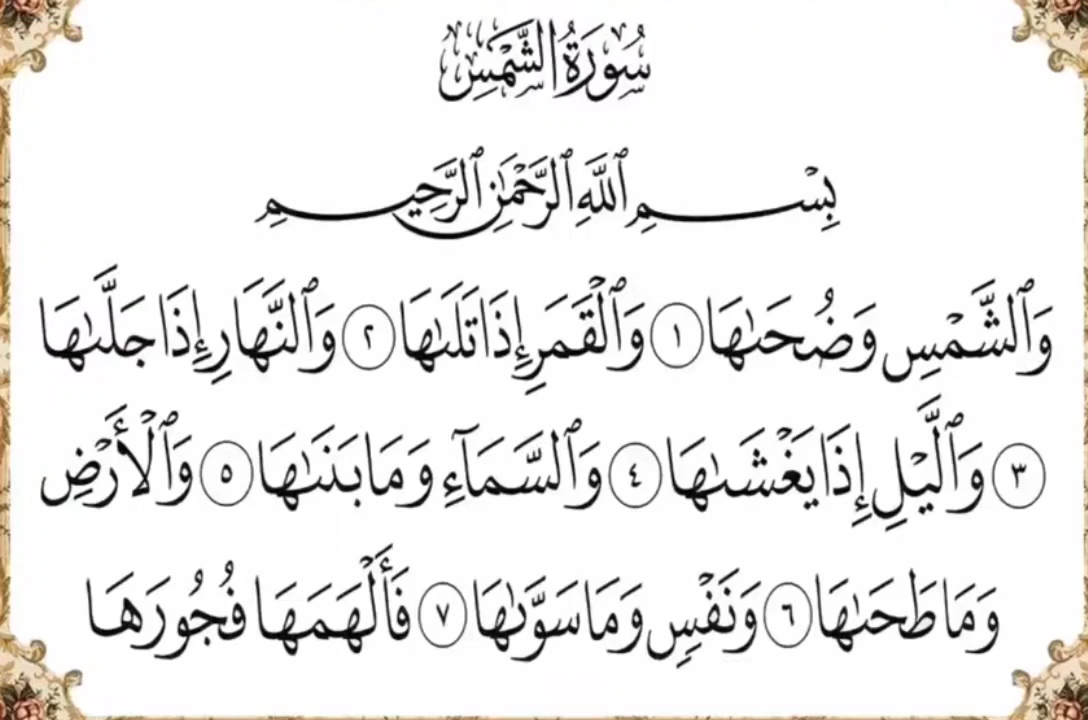 سُورَةُ الشَّمْسِ
بِسْمِ ٱللَّهِ ٱلرَّحْمَٰنِ ٱلرَّحِيمِ
وَٱلشَّمْسِ وَضُحَىٰهَا ١ وَٱلْقَمَرِ إِذَا تَلَىٰهَا ٢ وَٱلنَّهَارِ إِذَا جَلَّىٰهَا
٣ وَٱلَّيْلِ إِذَا يَغْشَىٰهَا ٤ وَٱلسَّمَآءِ وَمَا بَنَىٰهَا ٥ وَٱلْأَرْضِ
وَمَا طَحَىٰهَا ٦ وَنَفْسٍ وَمَا سَوَّىٰهَا ٧ فَأَلْهَمَهَا فُجُورَهَا